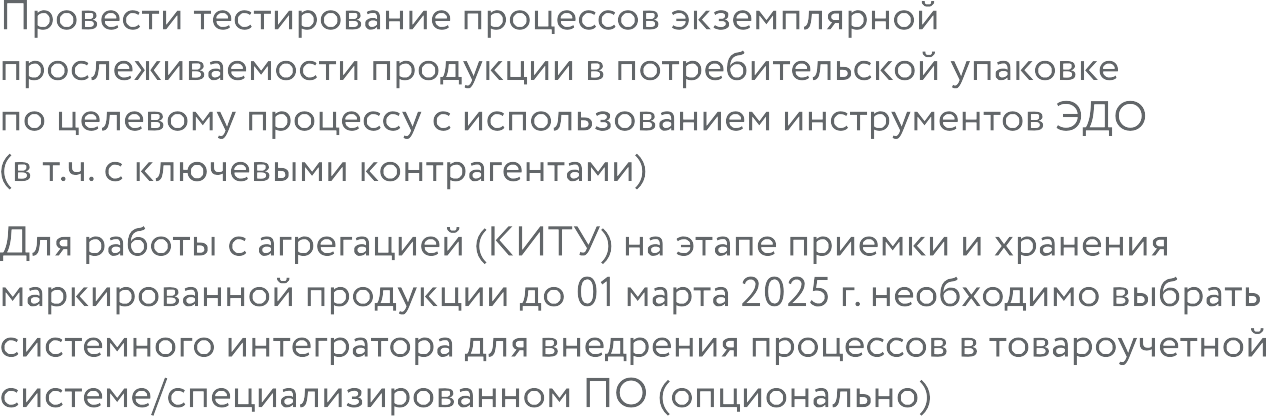 Провести тестирование процессов экземплярной
прослеживаемости продукции в потребительской упаковке
по целевому процессу с использованием инструментов ЭДО
(в т.ч. с ключевыми контрагентами)
Для работы с агрегацией (КИТУ) на этапе приемки и хранения
маркированной продукции до 01 марта 2025 г. необходимо выбрать
системного интегратора для внедрения процессов в товароучетной
системе/специализированном ПО (опционально)